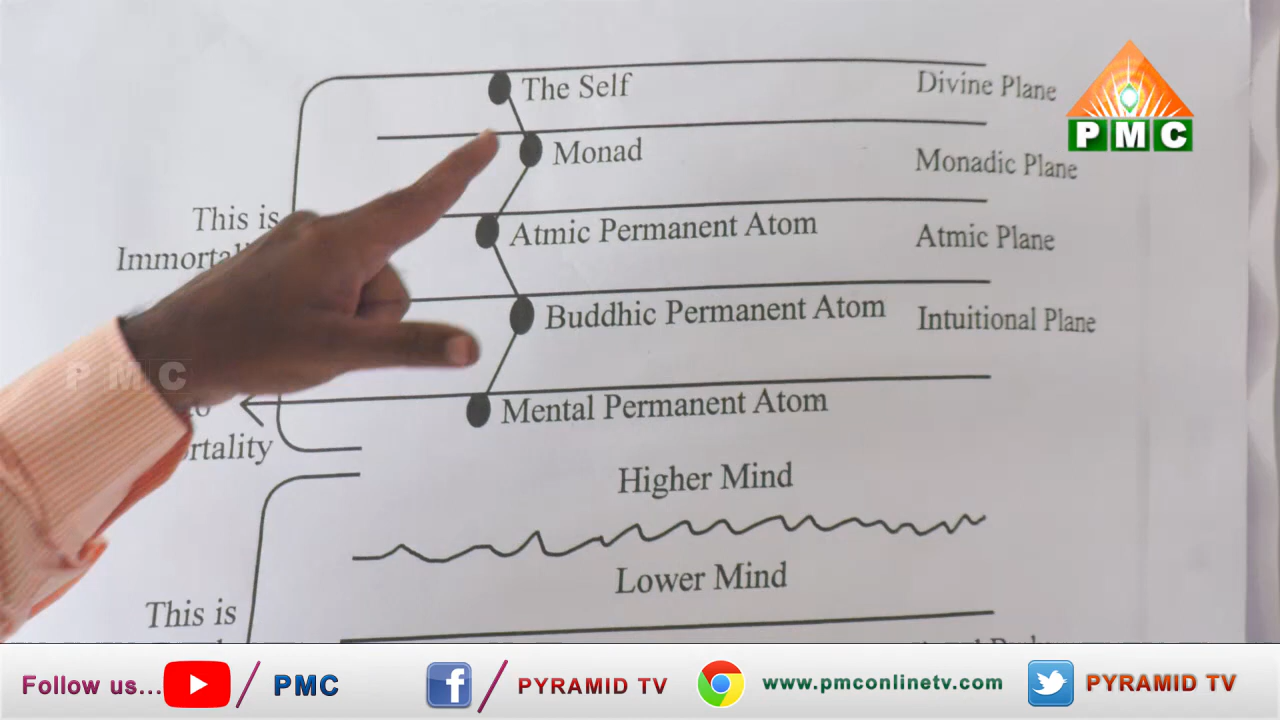 The Self
Divine Plane
PMC
Monad
Monadic Plane
This is
Atmic Permanent Atom
Atmic Plane
Buddhic Permanent Atom
Intuitional Plane
PMC
Mental Permanent Atom
Higher Mind
Lower Mind
This is
Follow us...
PMC
PYRAMID TV
www.pmconlinetv.com
PYRAMID TV